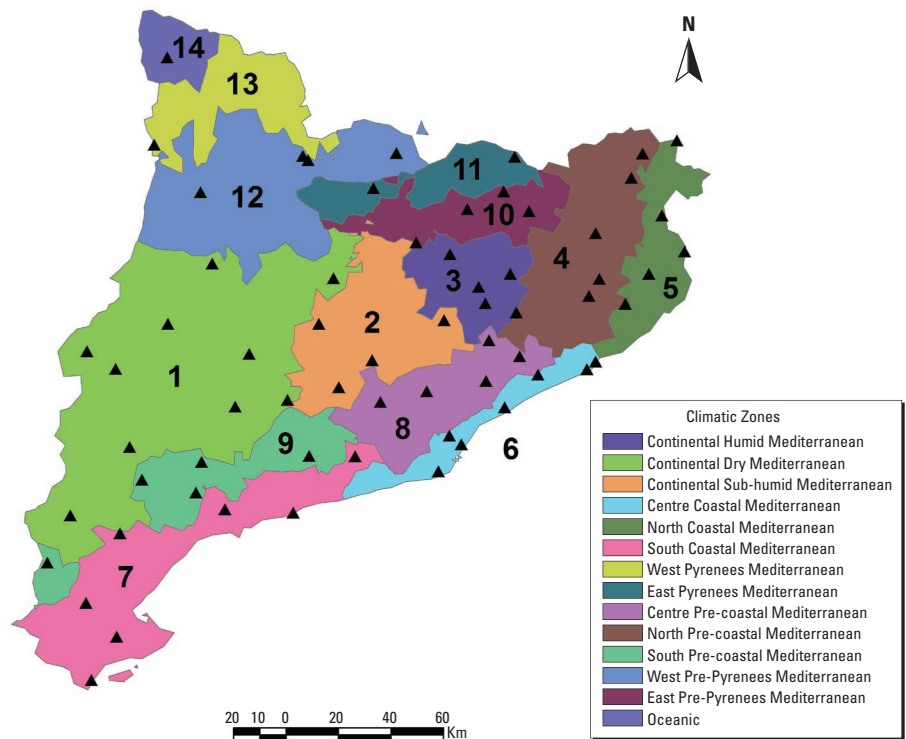 N
14
13
11
12
10
4
3
5
2
1
8
9
6
7
Climatic Zones
Continental Humid Mediterranean
Continental Dry Mediterranean
Continental Sub-humid Mediterranean
Centre Coastal Mediterranean
North Coastal Mediterranean
South Coastal Mediterranean
West Pyrenees Mediterranean
East Pyrenees Mediterranean
Centre Pre-coastal Mediterranean
North Pre-coastal Mediterranean
South Pre-coastal Mediterranean
West Pre-Pyrenees Mediterranean
East Pre-Pyrenees Mediterranean
Oceanic
20 10 0 20 40 60
Km